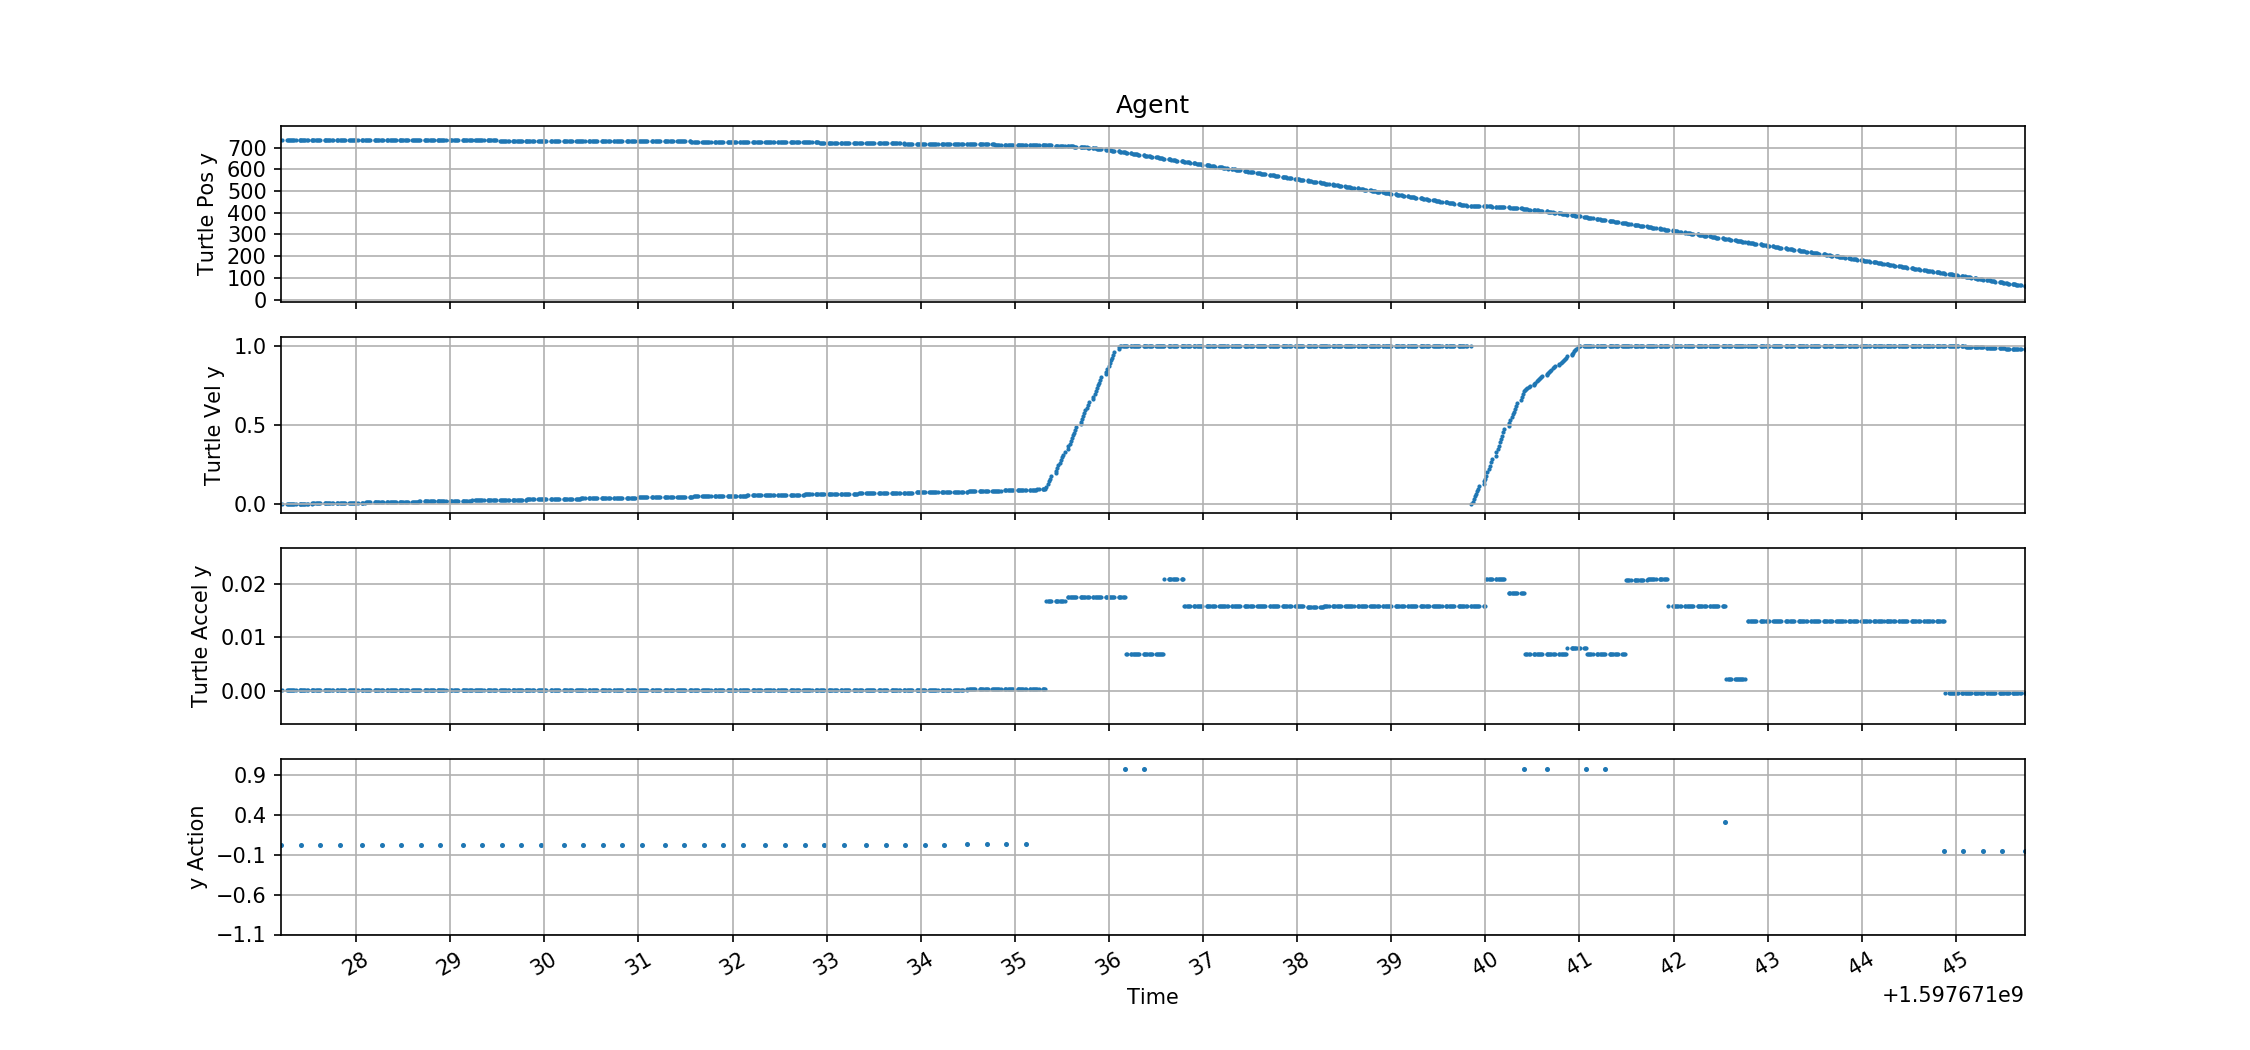 Agent
Turtle Pos y
700
600
500
400
300
200
100
0
Turtle Vel y
1.0
0.5
0.0
Turtle Accel y
0.02
0.01
0.00
y Action
0.9
0.4
−0.1
−0.6
−1.1
28 29 30 31 32 33 34 35 36 37 38 39 40 41 42 43 44 45
Time
+1.597671e9